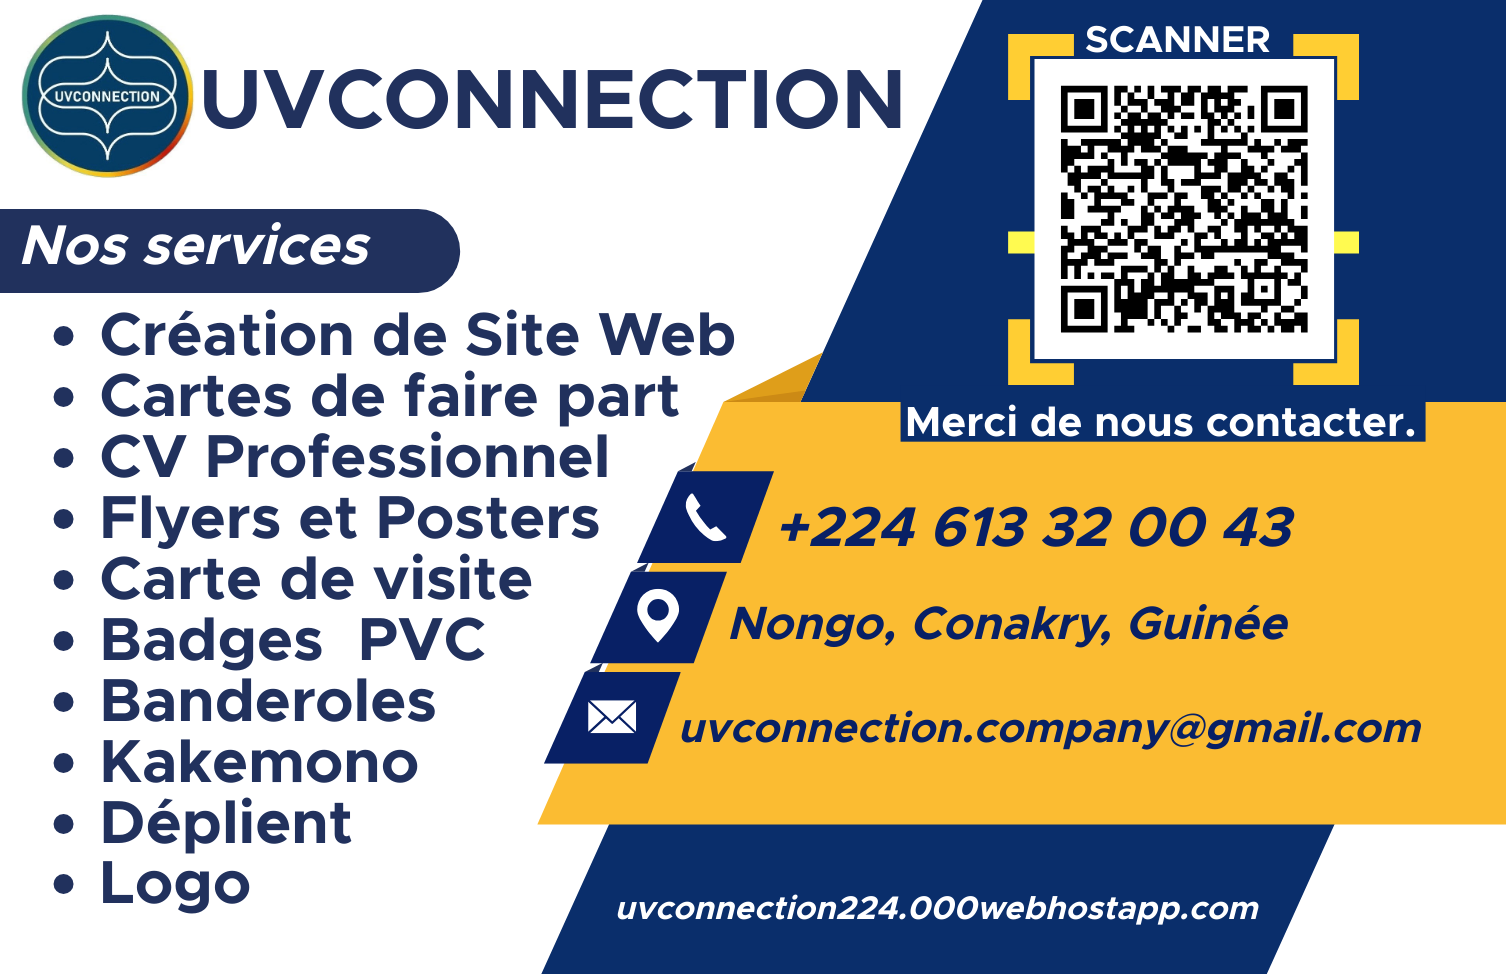 UVCONNECTION
UVCONNECTION
Nos services
• Création de Site Web
• Cartes de faire part
• CV Professionnel
• Flyers et Posters
• Carte de visite
• Badges PVC
• Banderoles
• Kakemono
• Déplient
• Logo
SCANNER
Merci de nous contacter.
+224 613 32 00 43
Nongo, Conakry, Guinée
uvconnection.company@gmail.com
uvconnection224.000webhostapp.com